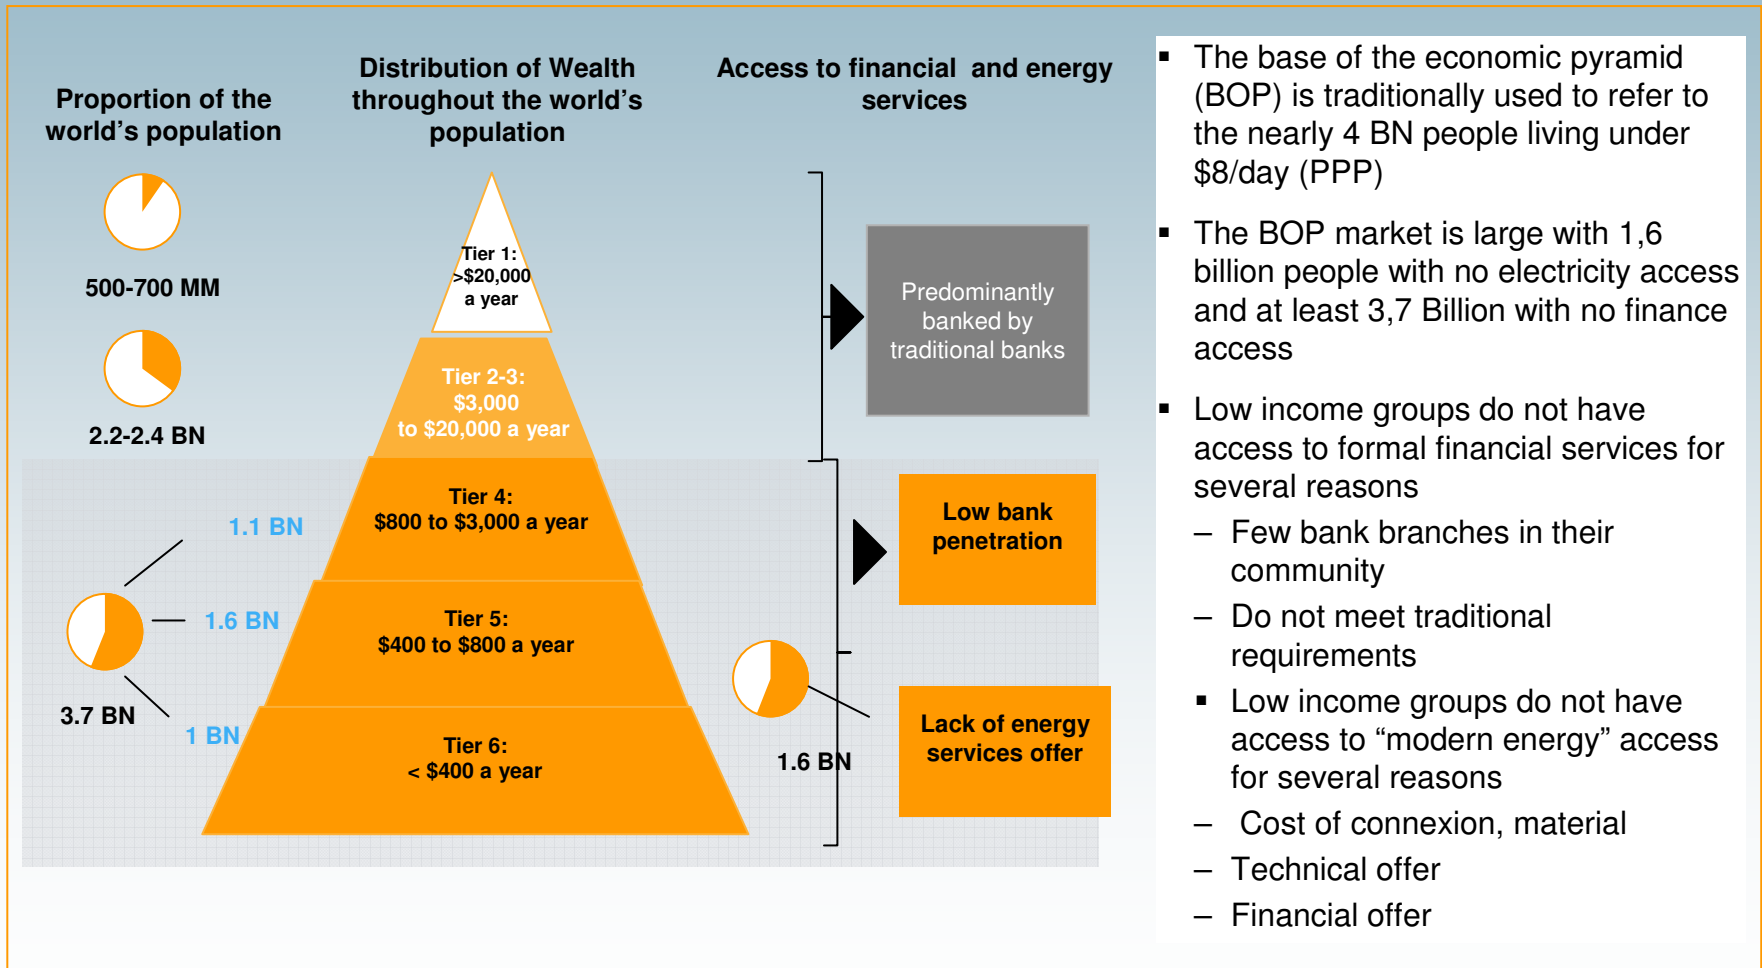 Proportion of the
world's population
Distribution of Wealth
throughout the world's
population
Access to financial and energy
services
500-700 MM
2.2-2.4 BN
1.1 BN
1.6 BN
1 BN
3.7 BN
Tier 1:
>$20,000
a year
Tier 2-3:
$3,000
to $20,000 a year
Tier 4:
$800 to $3,000 a year
Tier 5:
$400 to $800 a year
Tier 6:
< $400 a year
Predominantly
banked by
traditional banks
Low bank
penetration
1.6 BN
Lack of energy
services offer
▪ The base of the economic pyramid
(BOP) is traditionally used to refer to
the nearly 4 BN people living under
$8/day (PPP)
▪ The BOP market is large with 1,6
billion people with no electricity access
and at least 3,7 Billion with no finance
access
▪ Low income groups do not have
access to formal financial services for
several reasons
– Few bank branches in their
community
– Do not meet traditional
requirements
▪ Low income groups do not have
access to “modern energy” access
for several reasons
– Cost of connexion, material
– Technical offer
– Financial offer